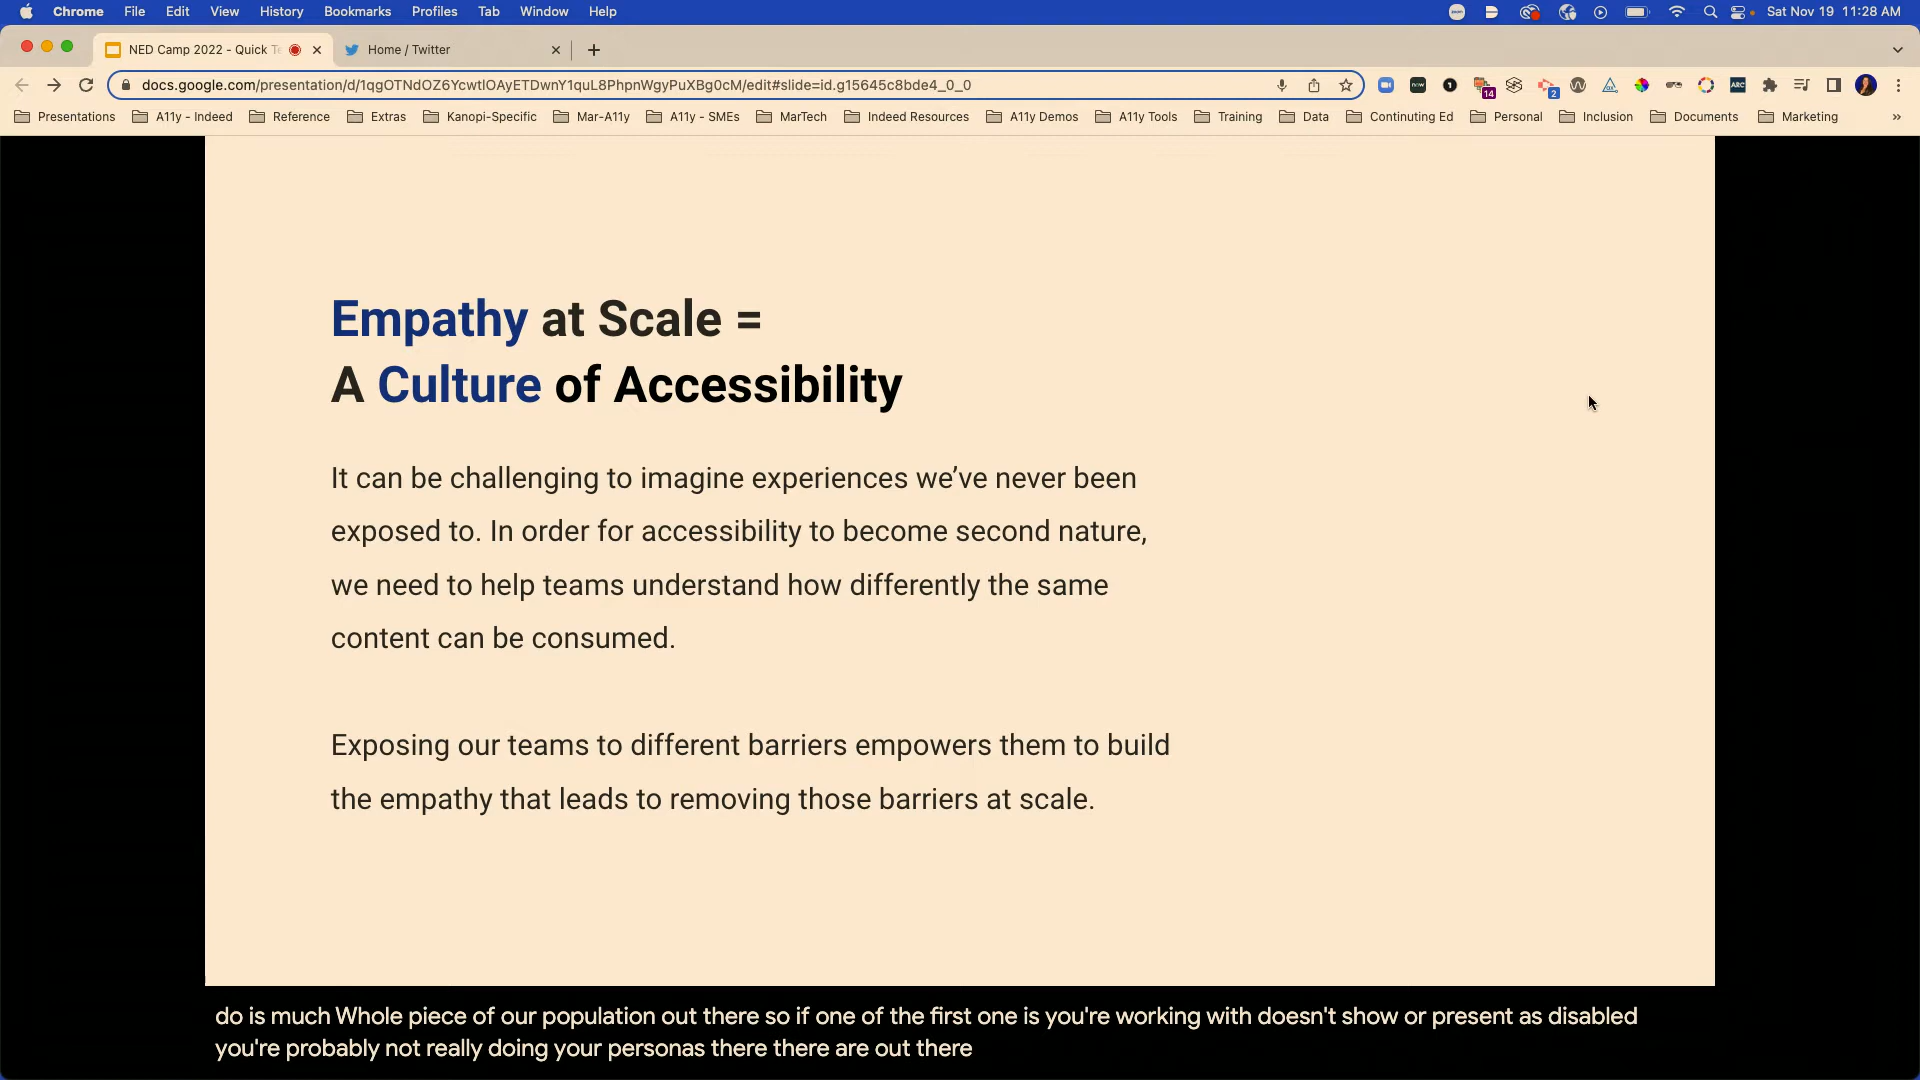 Chrome File Edit View History Bookmarks Profiles Tab Window Help Sat Nov 19 11:28 AM
NED Camp 2022 - Quick Home / Twitter
docs.google.com/presentation/d/1qgOTNdOZ6YcwtlOAyETDwnY1quL8PhpnWgyPuXBg0cM/edit#slide=id.g15645c8bde4_0_0 14 2 ARC
Presentations A11y - Indeed Reference Extras Kanopi-Specific Mar-A11y A11y - SMEs MarTech Indeed Resources A11y Demos A11y Tools Training Data Continuting Ed Personal Inclusion Documents Marketing »
Empathy at Scale =
A Culture of Accessibility
It can be challenging to imagine experiences we’ve never been
exposed to. In order for accessibility to become second nature,
we need to help teams understand how differently the same
content can be consumed.
Exposing our teams to different barriers empowers them to build
the empathy that leads to removing those barriers at scale.
do is much Whole piece of our population out there so if one of the first one is you're working with doesn't show or present as disabled
you're probably not really doing your personas there there are out there